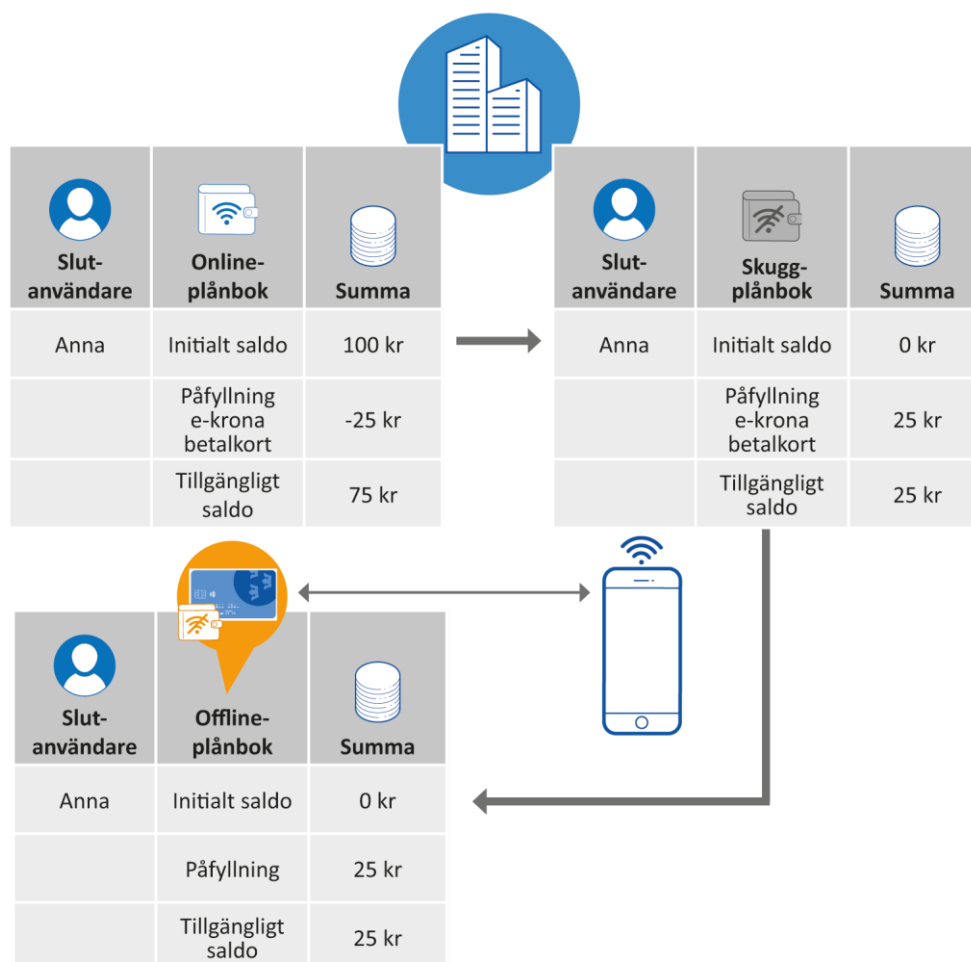 Slut-
användare
Online-
plånbok
Summa
Anna
Initialt saldo
100 kr
Påfyllning
e-krona
betalkort
-25 kr
Tillgängligt
saldo
75 kr
Slut-
användare
Skugg-
plånbok
Summa
Anna
Initialt saldo
0 kr
Påfyllning
e-krona
betalkort
25 kr
Tillgängligt
saldo
25 kr
Slut-
användare
Offline-
plånbok
Summa
Anna
Initialt saldo
0 kr
Påfyllning
25 kr
Tillgängligt
saldo
25 kr